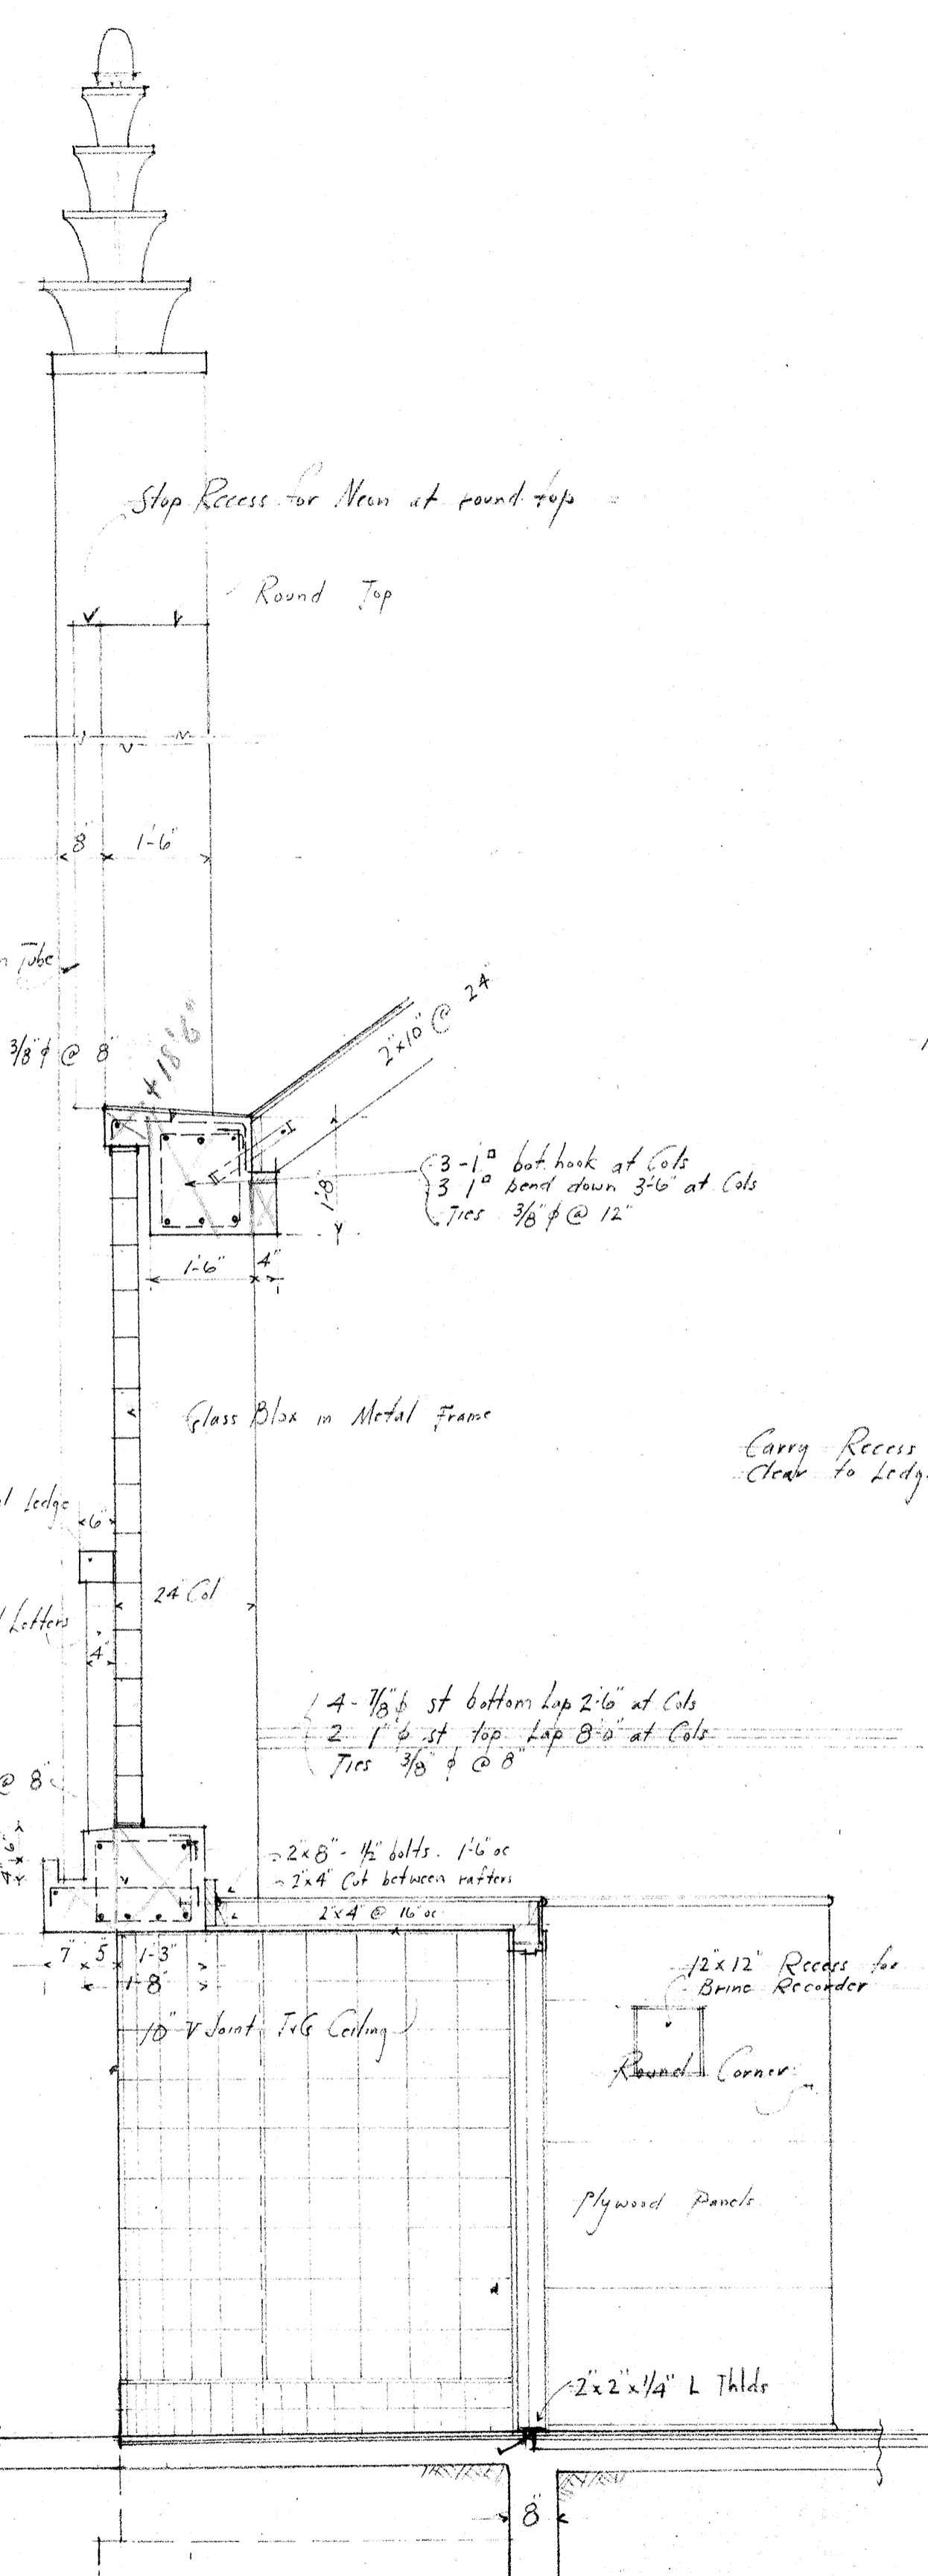 Stop Recess for Neon at round top
Round Top
8" 1'-6"
Tube
3/8"ϕ @ 8"
+18'6"
2"x10" @ 24"
3-1"□ bot. hook at Cols
3 1"□ bend down 3'-6" at Cols
Ties 3/8"ϕ @ 12"
1'-8"
1'-6" 4"
Glass Blox in Metal Frame
Carry Recess
Clear to Ledg
Ledge
6"
24" Col
Letters
4"
4-7/8"ϕ st bottom Lap 2'-6" at Cols
2 1"ϕ st top Lap 8'-0" at Cols
Ties 3/8"ϕ @ 8"
@ 8"
4" 6"
2"x8"-1/2" bolts. 1'-6" oc
2"x4" Cut between rafters
2"x4" @ 16" oc
7" 5" 1'-3"
1'-8"
12"x12" Recess for
Brine Recorder
10" V Joint T&G Ceiling
Round Corner
Plywood Panels
2"x2"x1/4" L Thlds
8"